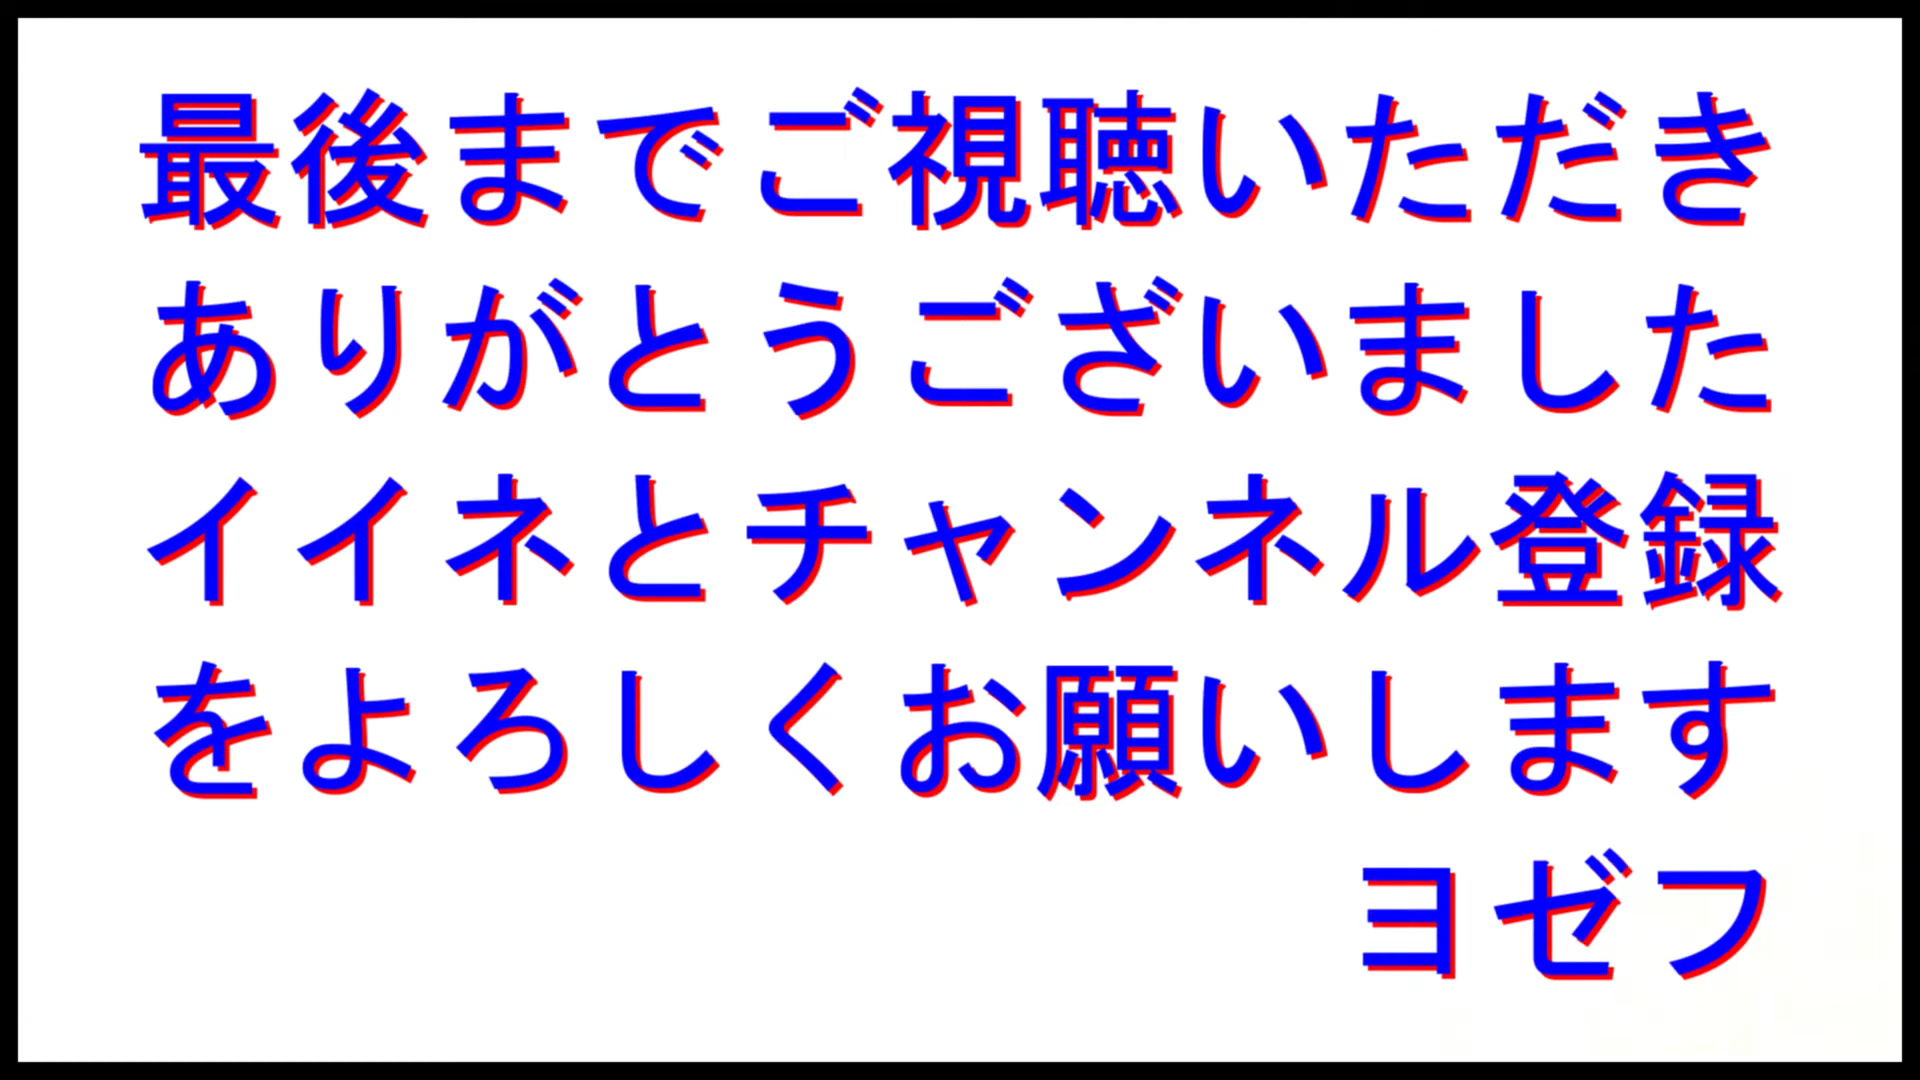 最後までご視聴いただき
ありがとうございました
イイネとチャンネル登録
をよろしくお願いします
ヨゼフ